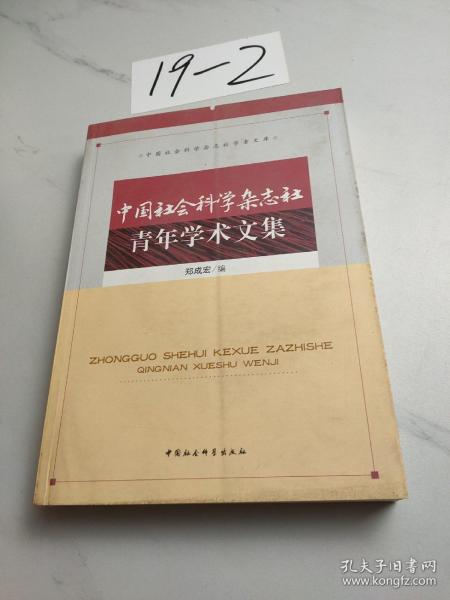 19-2
◇中国社会科学杂志社学者文库◇
中国社会科学杂志社
青年学术文集
郑成宏/编
ZHONGGUO SHEHUI KEXUE ZAZHISHE
QINGNIAN XUESHU WENJI
中国社会科学出版社
孔夫子旧书网
www.kongfz.com